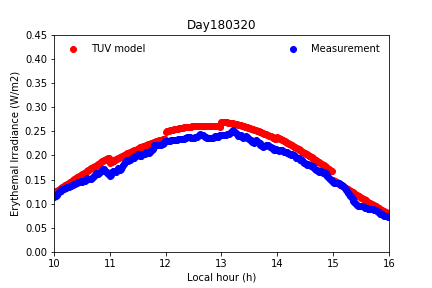 Day180320
TUV model
Measurement
Erythemal Irradiance (W/m2)
0.45
0.40
0.35
0.30
0.25
0.20
0.15
0.10
0.05
0.00
10 11 12 13 14 15 16
Local hour (h)